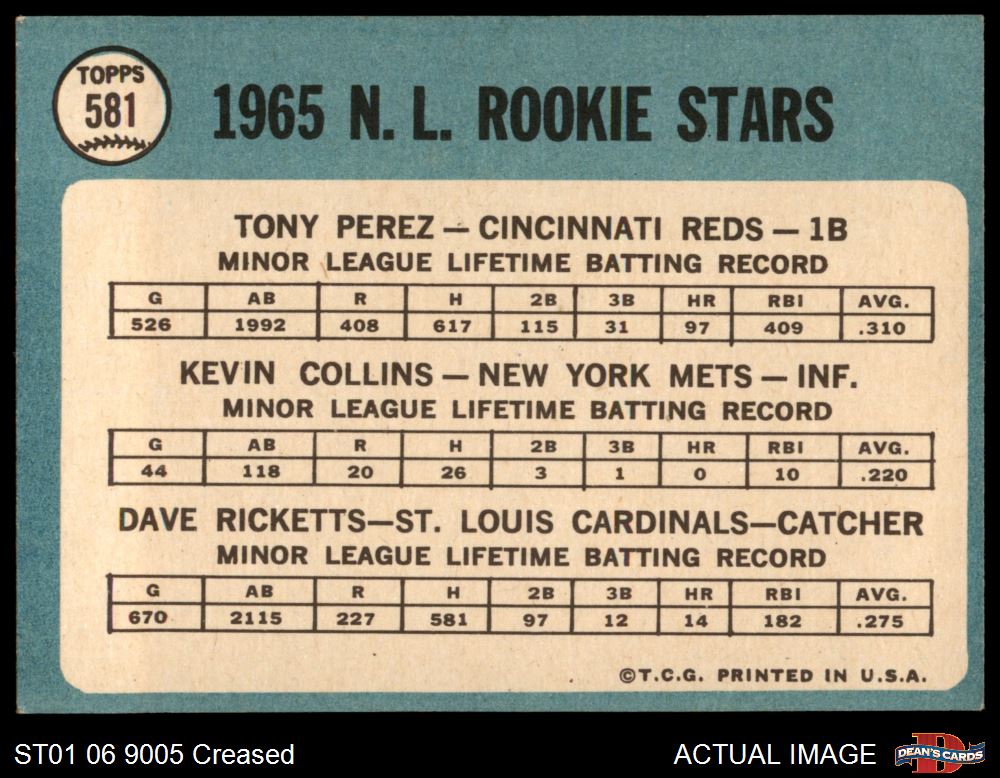 TOPPS
581
1965 N. L. ROOKIE STARS
TONY PEREZ — CINCINNATI REDS — 1B
MINOR LEAGUE LIFETIME BATTING RECORD
G AB R H 2B 3B HR RBI AVG.
526 1992 408 617 115 31 97 409 .310
KEVIN COLLINS — NEW YORK METS — INF.
MINOR LEAGUE LIFETIME BATTING RECORD
G AB R H 2B 3B HR RBI AVG.
44 118 20 26 3 1 0 10 .220
DAVE RICKETTS—ST. LOUIS CARDINALS—CATCHER
MINOR LEAGUE LIFETIME BATTING RECORD
G AB R H 2B 3B HR RBI AVG.
670 2115 227 581 97 12 14 182 .275
©T.C.G. PRINTED IN U.S.A.
ST01 06 9005 Creased
ACTUAL IMAGE
D
DEAN'S CARDS